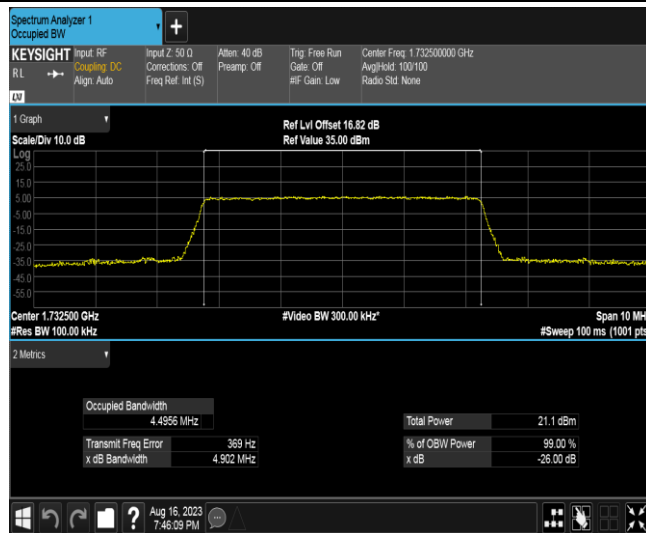 Spectrum Analyzer 1
Occupied BW
+
KEYSIGHT
RL
Input: RF
Coupling: DC
Align: Auto
Input Z: 50 Ω
Corrections: Off
Freq Ref: Int (S)
Atten: 40 dB
Preamp: Off
Trig: Free Run
Gate: Off
#IF Gain: Low
Center Freq: 1.732500000 GHz
Avg|Hold: 100/100
Radio Std: None
1 Graph
Scale/Div 10.0 dB
Ref Lvl Offset 16.82 dB
Ref Value 35.00 dBm
Log
25.0
15.0
5.00
-5.00
-15.0
-25.0
-35.0
-45.0
-55.0
Center 1.732500 GHz
#Video BW 300.00 kHz*
Span 10 MH
#Res BW 100.00 kHz
#Sweep 100 ms (1001 pts
2 Metrics
Occupied Bandwidth
4.4956 MHz
Total Power 21.1 dBm
Transmit Freq Error 369 Hz
% of OBW Power 99.00 %
x dB Bandwidth 4.902 MHz
x dB -26.00 dB
?
Aug 16, 2023
7:46:09 PM